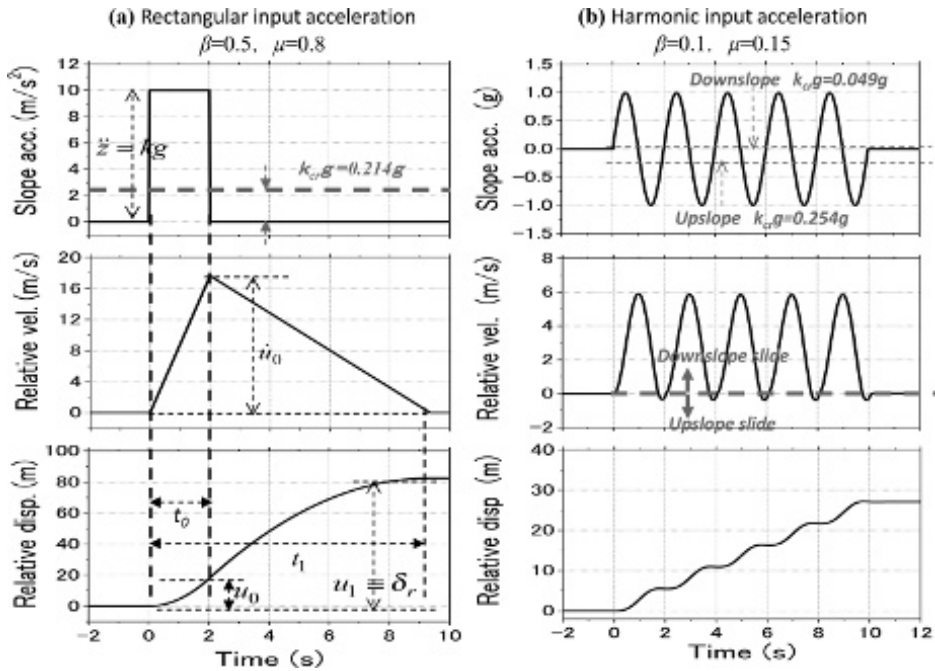 (a) Rectangular input acceleration
β=0.5, μ=0.8
Slope acc. (m/s²)
12
10
8
6
4
2
0
z̈ = kg
k_cr g=0.214g
Relative vel. (m/s)
20
16
12
8
4
0
u̇₀
Relative disp. (m)
100
80
60
40
20
0
t₀
t₁
u₀
u₁ ≡ δᵣ
-2 0 2 4 6 8 10
Time (s)
(b) Harmonic input acceleration
β=0.1, μ=0.15
Slope acc. (g)
1.5
1.0
0.5
0.0
-0.5
-1.0
-1.5
Downslope k_cr g=0.049g
Upslope k_cr g=0.254g
Relative vel. (m/s)
8
6
4
2
0
-2
Downslope slide
Upslope slide
Relative disp (m)
40
30
20
10
0
-2 0 2 4 6 8 10 12
Time (s)